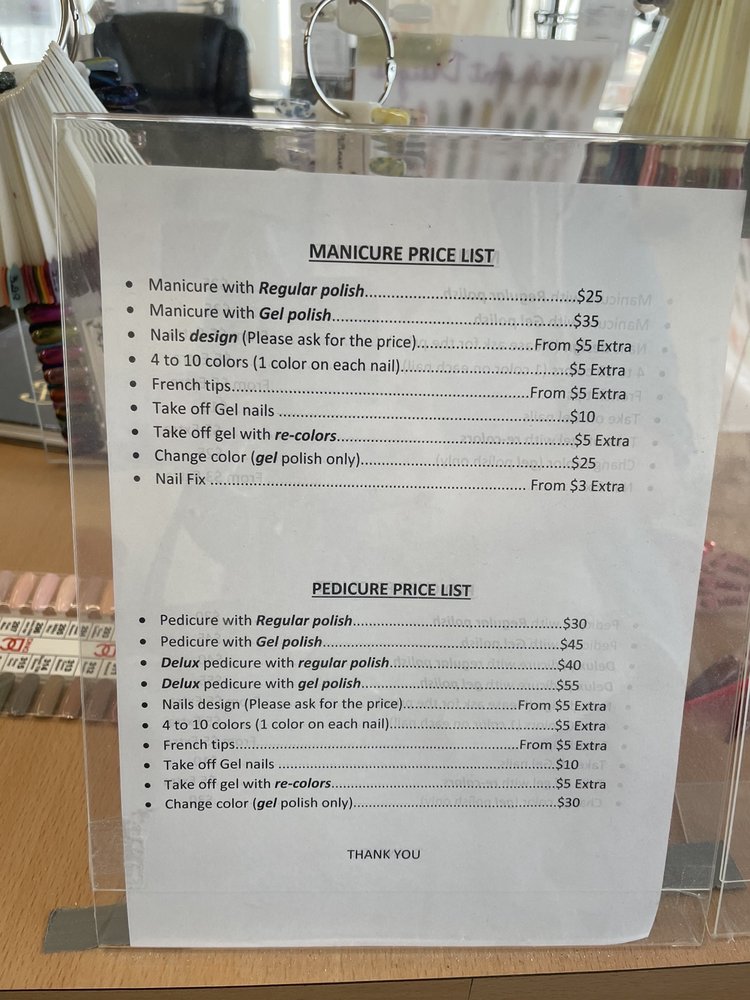 MANICURE PRICE LIST
• Manicure with Regular polish....................................................$25
• Manicure with Gel polish...........................................................$35
• Nails design (Please ask for the price)............................From $5 Extra
• 4 to 10 colors (1 color on each nail)........................................$5 Extra
• French tips.......................................................................From $5 Extra
• Take off Gel nails ......................................................................$10
• Take off gel with re-colors.........................................................$5 Extra
• Change color (gel polish only)...................................................$25
• Nail Fix .............................................................................. From $3 Extra
PEDICURE PRICE LIST
• Pedicure with Regular polish.....................................................$30
• Pedicure with Gel polish............................................................$45
• Delux pedicure with regular polish..........................................$40
• Delux pedicure with gel polish.................................................$55
• Nails design (Please ask for the price)............................From $5 Extra
• 4 to 10 colors (1 color on each nail)..........................................$5 Extra
• French tips.......................................................................From $5 Extra
• Take off Gel nails ......................................................................$10
• Take off gel with re-colors.........................................................$5 Extra
• Change color (gel polish only)...................................................$30
THANK YOU